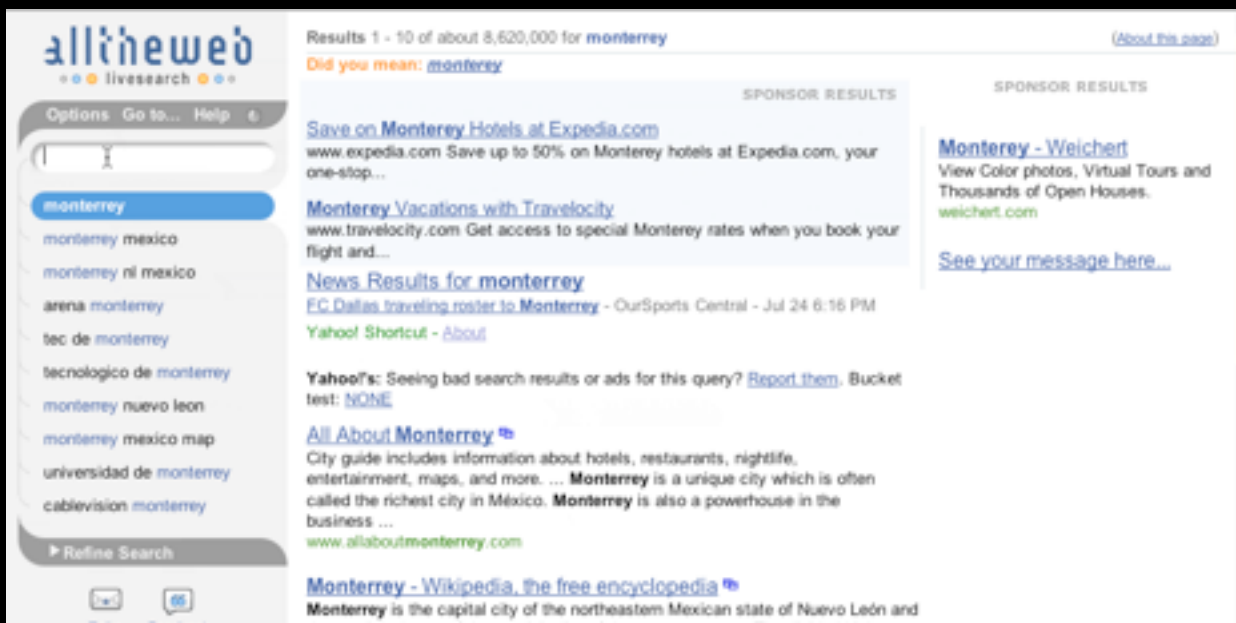 alltheweb
livesearch
Options Go to... Help
monterrey
monterrey mexico
monterrey nl mexico
arena monterrey
tec de monterrey
tecnologico de monterrey
monterrey nuevo leon
monterrey mexico map
universidad de monterrey
cablevision monterrey
Refine Search
Results 1 - 10 of about 8,620,000 for monterrey
(About this page)
Did you mean: monterey
SPONSOR RESULTS
Save on Monterey Hotels at Expedia.com
www.expedia.com Save up to 50% on Monterey hotels at Expedia.com, your
one-stop...
Monterey Vacations with Travelocity
www.travelocity.com Get access to special Monterey rates when you book your
flight and...
News Results for monterrey
FC Dallas traveling roster to Monterrey - OurSports Central - Jul 24 6:16 PM
Yahoo! Shortcut - About
Yahoo!'s: Seeing bad search results or ads for this query? Report them. Bucket
test: NONE
All About Monterrey
City guide includes information about hotels, restaurants, nightlife,
entertainment, maps, and more. ... Monterrey is a unique city which is often
called the richest city in México. Monterrey is also a powerhouse in the
business ...
www.allaboutmonterrey.com
Monterrey - Wikipedia, the free encyclopedia
Monterrey is the capital city of the northeastern Mexican state of Nuevo León and
SPONSOR RESULTS
Monterey - Weichert
View Color photos, Virtual Tours and
Thousands of Open Houses.
weichert.com
See your message here...